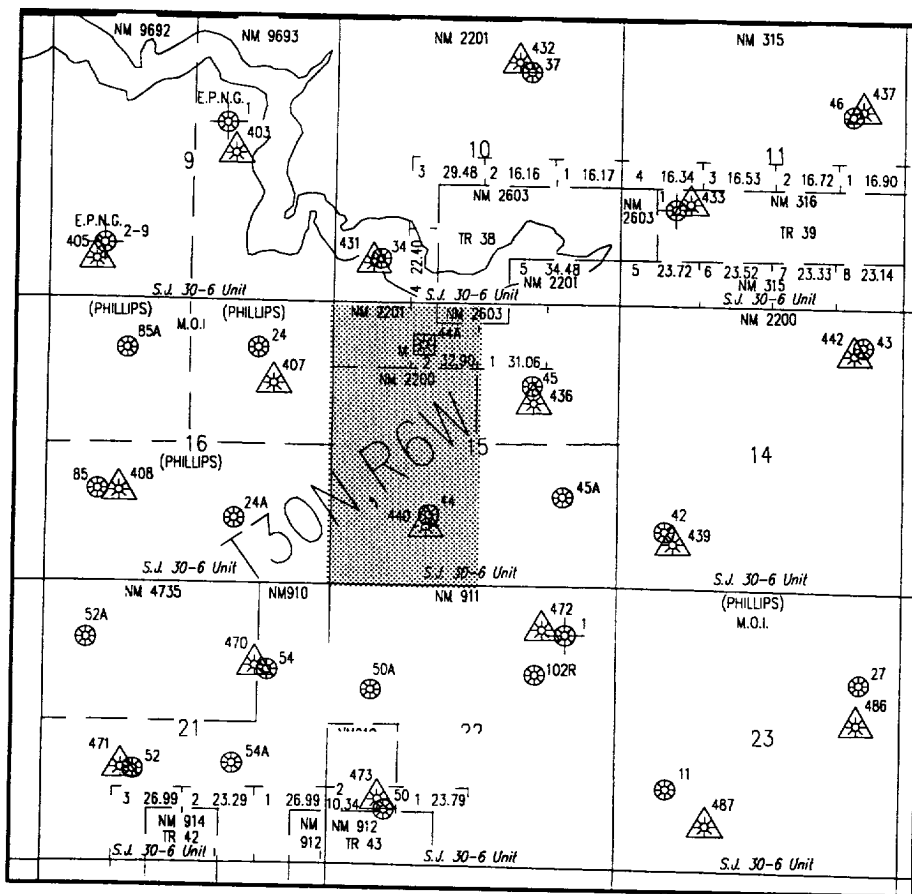 NM 9692
NM 9693
NM 2201
NM 315
432
37
437
46
E.P.N.G.
1
403
9
10
11
3 29.48 2 16.16 1 16.17 4 16.34 3 16.53 2 16.72 1 16.90
NM 2603
NM 2603
1
433
NM 316
TR 38
TR 39
E.P.N.G.
2-9
405
431
34
22.40
4
5 34.48
NM 2201
5 23.72 6 23.52 7 23.33 8 23.14
NM 315
S.J. 30-6 Unit
S.J. 30-6 Unit
S.J. 30-6 Unit
(PHILLIPS)
M.O.I
(PHILLIPS)
NM 2201
NM 2603
NM 2200
85A
24
44A
M
442
43
407
2 32.90 1 31.06
NM 2200
45
436
16
15
14
(PHILLIPS)
85
408
24A
T30N,R6W
44
440
45A
42
439
S.J. 30-6 Unit
S.J. 30-6 Unit
S.J. 30-6 Unit
NM 4735
NM910
NM 911
(PHILLIPS)
M.O.I.
52A
472
1
470
54
50A
102R
27
486
21
22
23
471
52
54A
473
50
11
3 26.99 2 23.29 1 26.99 2 10.34 1 23.79
487
NM 914
TR 42
NM 912
NM 912
TR 43
S.J. 30-6 Unit
S.J. 30-6 Unit
S.J. 30-6 Unit